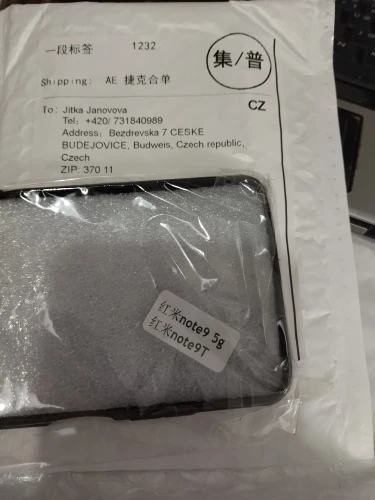 一段标签 1232
集/普
Shipping: AE 捷克合单
CZ
To: Jitka Janovova
Tel: +420/ 731840989
Address: Bezdrevska 7 CESKE
BUDEJOVICE, Budweis, Czech republic,
Czech
ZIP: 370 11
红米note9 5g
红米note9T